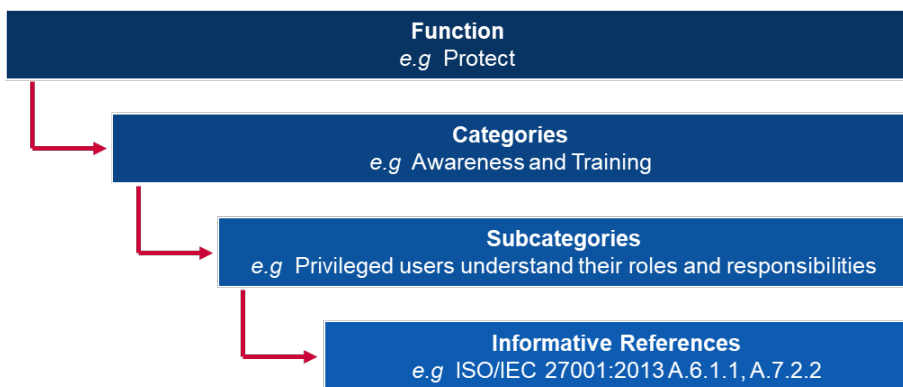 Function
e.g Protect
Categories
e.g Awareness and Training
Subcategories
e.g Privileged users understand their roles and responsibilities
Informative References
e.g ISO/IEC 27001:2013 A.6.1.1, A.7.2.2